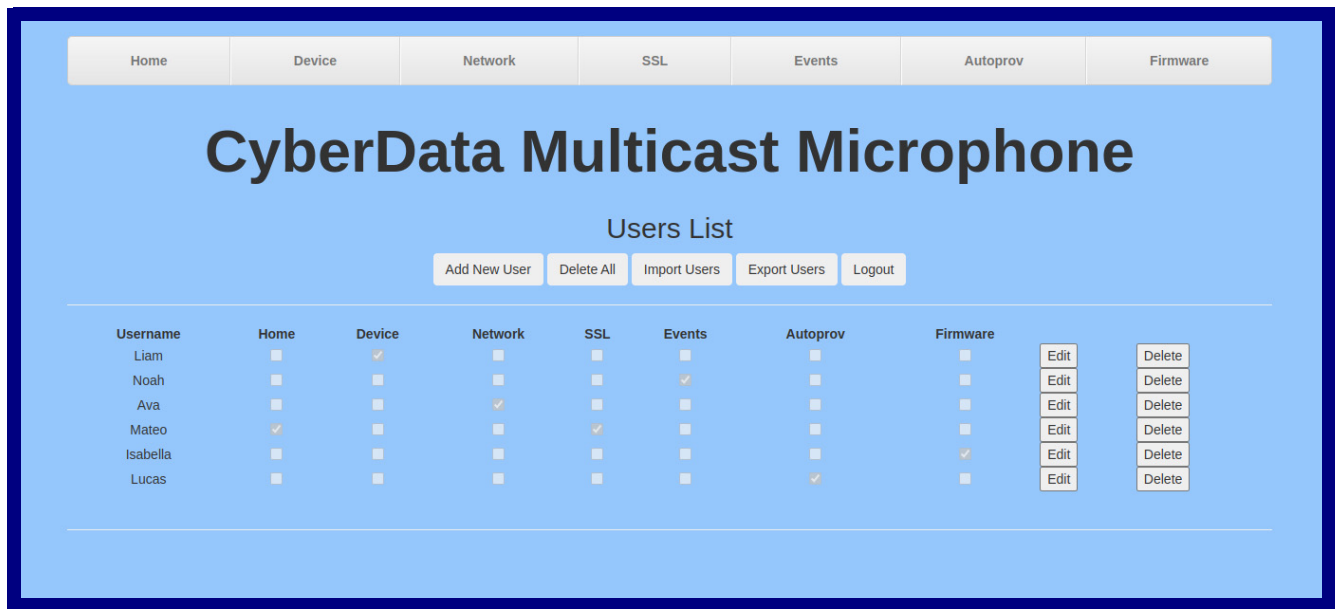 Home Device Network SSL Events Autoprov Firmware
CyberData Multicast Microphone
Users List
Add New User Delete All Import Users Export Users Logout
Username Home Device Network SSL Events Autoprov Firmware
Liam Edit Delete
Noah Edit Delete
Ava Edit Delete
Mateo Edit Delete
Isabella Edit Delete
Lucas Edit Delete